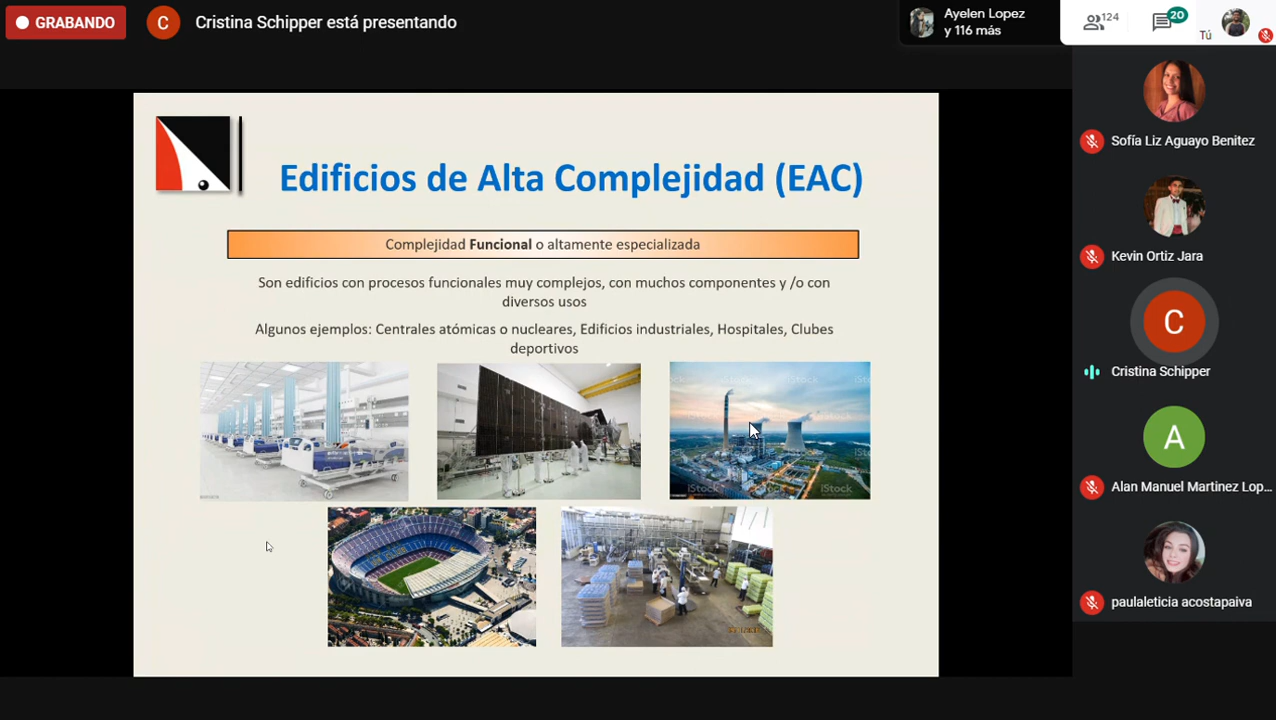 GRABANDO
C
Cristina Schipper está presentando
Ayelen Lopez
y 116 más
124
20
Tú
Edificios de Alta Complejidad (EAC)
Complejidad Funcional o altamente especializada
Son edificios con procesos funcionales muy complejos, con muchos componentes y /o con
diversos usos
Algunos ejemplos: Centrales atómicas o nucleares, Edificios industriales, Hospitales, Clubes
deportivos
iStock
iStock
iStock
Sofía Liz Aguayo Benitez
Kevin Ortiz Jara
C
Cristina Schipper
A
Alan Manuel Martinez Lop...
paulaleticia acostapaiva